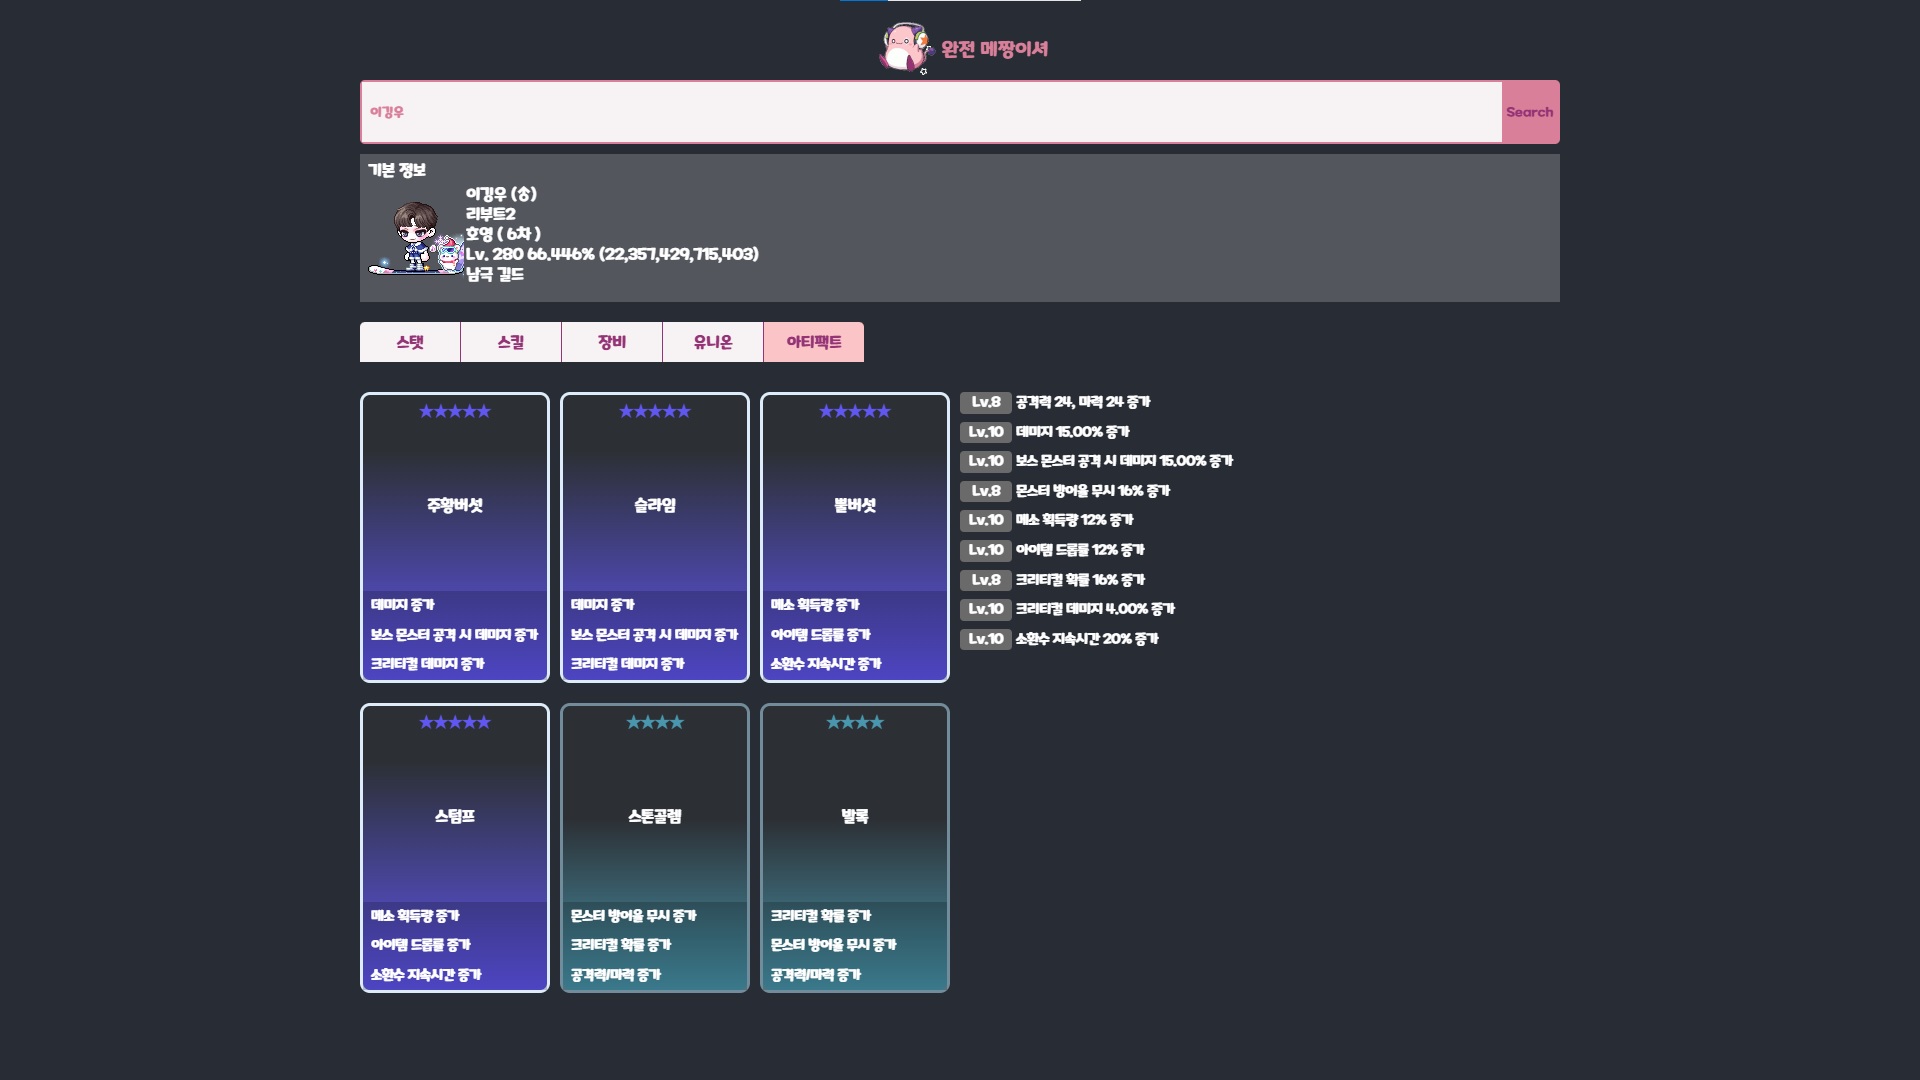 완전 메짱이셔
이깅우
Search
기본 정보
이깅우 (송)
리부트2
호영 ( 6차 )
Lv. 280 66.446% (22,357,429,715,403)
남극 길드
스탯
스킬
장비
유니온
아티팩트
★★★★★
주황버섯
데미지 증가
보스 몬스터 공격 시 데미지 증가
크리티컬 데미지 증가
★★★★★
슬라임
데미지 증가
보스 몬스터 공격 시 데미지 증가
크리티컬 데미지 증가
★★★★★
뿔버섯
메소 획득량 증가
아이템 드롭률 증가
소환수 지속시간 증가
★★★★★
스텀프
메소 획득량 증가
아이템 드롭률 증가
소환수 지속시간 증가
★★★★
스톤골렘
몬스터 방어율 무시 증가
크리티컬 확률 증가
공격력/마력 증가
★★★★
발록
크리티컬 확률 증가
몬스터 방어율 무시 증가
공격력/마력 증가
Lv.8 공격력 24, 마력 24 증가
Lv.10 데미지 15.00% 증가
Lv.10 보스 몬스터 공격 시 데미지 15.00% 증가
Lv.8 몬스터 방어율 무시 16% 증가
Lv.10 메소 획득량 12% 증가
Lv.10 아이템 드롭률 12% 증가
Lv.8 크리티컬 확률 16% 증가
Lv.10 크리티컬 데미지 4.00% 증가
Lv.10 소환수 지속시간 20% 증가